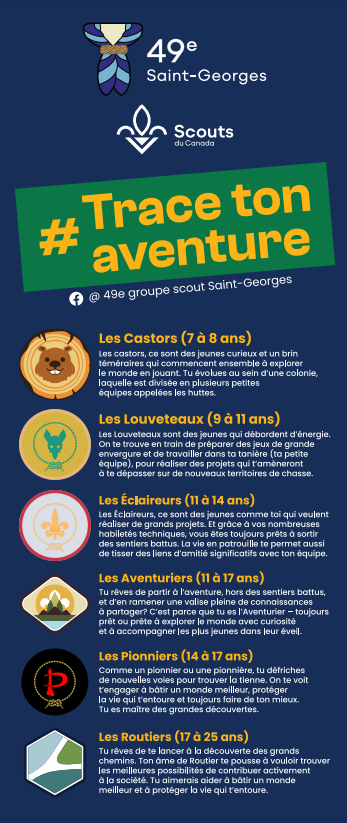 49e
Saint-Georges
Scouts
du Canada
# Trace ton
aventure
@ 49e groupe scout Saint-Georges
Les Castors (7 à 8 ans)
Les castors, ce sont des jeunes curieux et un brin
téméraires qui commencent ensemble à explorer
le monde en jouant. Tu évolues au sein d'une colonie,
laquelle est divisée en plusieurs petites
équipes appelées les huttes.
Les Louveteaux (9 à 11 ans)
Les Louveteaux sont des jeunes qui débordent d'énergie.
On te trouve en train de préparer des jeux de grande
envergure et de travailler dans ta tanière (ta petite
équipe), pour réaliser des projets qui t'amèneront
à te dépasser sur de nouveaux territoires de chasse.
Les Éclaireurs (11 à 14 ans)
Les Éclaireurs, ce sont des jeunes comme toi qui veulent
réaliser de grands projets. Et grâce à vos nombreuses
habiletés techniques, vous êtes toujours prêts à sortir
des sentiers battus. La vie en patrouille te permet aussi
de tisser des liens d'amitié significatifs avec ton équipe.
Les Aventuriers (11 à 17 ans)
Tu rêves de partir à l'aventure, hors des sentiers battus,
et d'en ramener une valise pleine de connaissances
à partager? C'est parce que tu es l'Aventurier – toujours
prêt ou prête à explorer le monde avec curiosité
et à accompagner les plus jeunes dans leur éveil.
Les Pionniers (14 à 17 ans)
P
Comme un pionnier ou une pionnière, tu défriches
de nouvelles voies pour trouver la tienne. On te voit
t'engager à bâtir un monde meilleur, protéger
la vie qui t'entoure et toujours faire de ton mieux.
Tu es maître des grandes découvertes.
Les Routiers (17 à 25 ans)
Tu rêves de te lancer à la découverte des grands
chemins. Ton âme de Routier te pousse à vouloir trouver
les meilleures possibilités de contribuer activement
à la société. Tu aimerais aider à bâtir un monde
meilleur et à protéger la vie qui t'entoure.